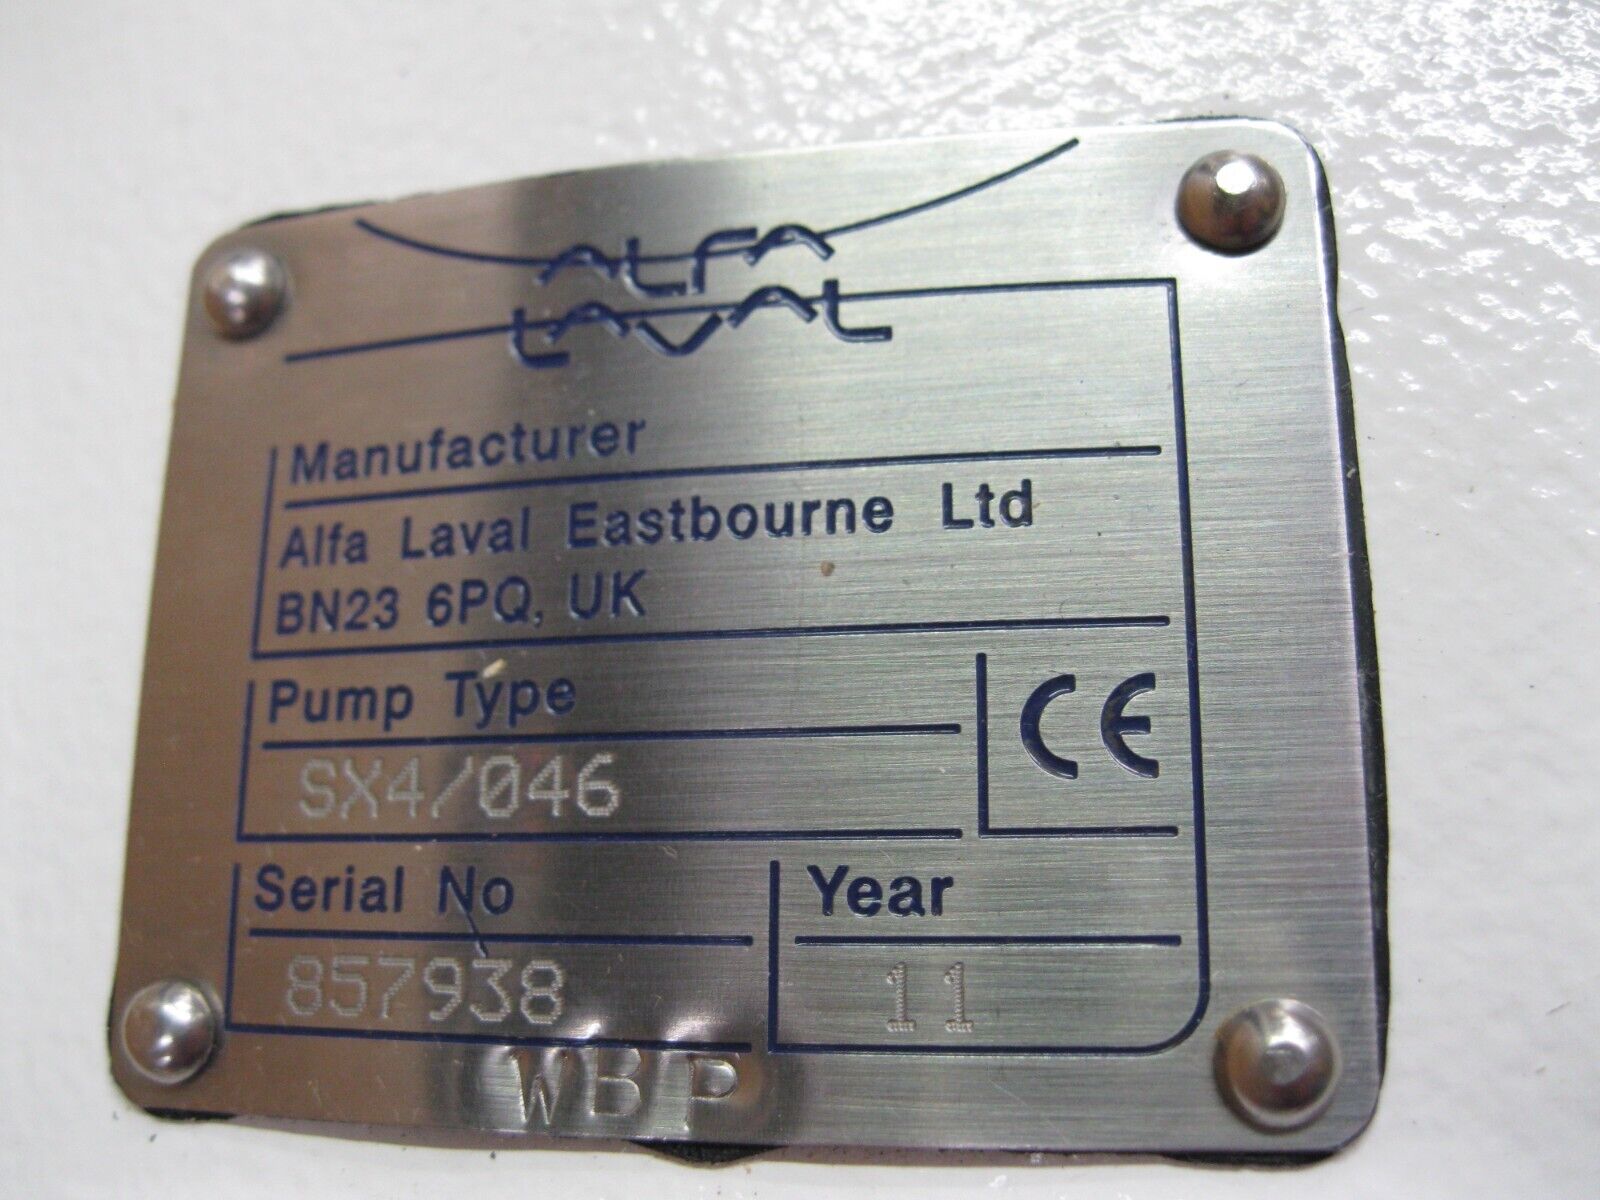 ALFA
LAVAL
Manufacturer
Alfa Laval Eastbourne Ltd
BN23 6PQ, UK
Pump Type
CE
SX4/046
Serial No
Year
857938
11
WBP